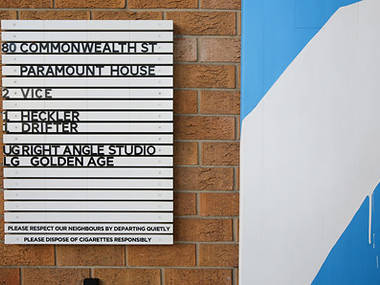 80 COMMONWEALTH ST
PARAMOUNT HOUSE
2 VICE
1 HECKLER
1 DRIFTER
UG RIGHT ANGLE STUDIO
LG GOLDEN AGE
PLEASE RESPECT OUR NEIGHBOURS BY DEPARTING QUIETLY
PLEASE DISPOSE OF CIGARETTES RESPONSIBLY